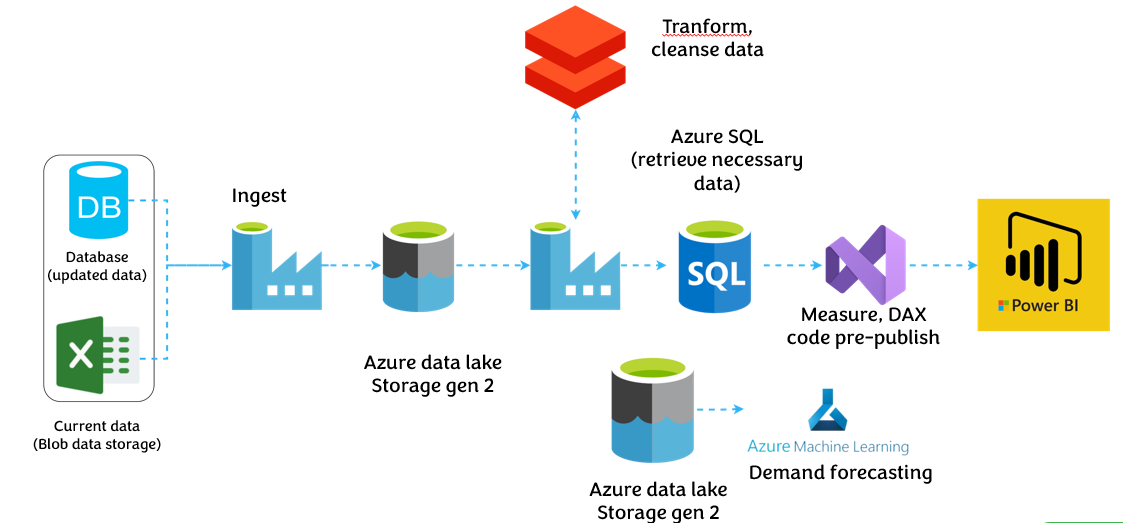 Tranform,
cleanse data
Azure SQL
(retrieve necessary
data)
Ingest
DB
Database
(updated data)
SQL
Power BI
Measure, DAX
code pre-publish
X
Azure data lake
Storage gen 2
Current data
(Blob data storage)
Azure Machine Learning
Demand forecasting
Azure data lake
Storage gen 2